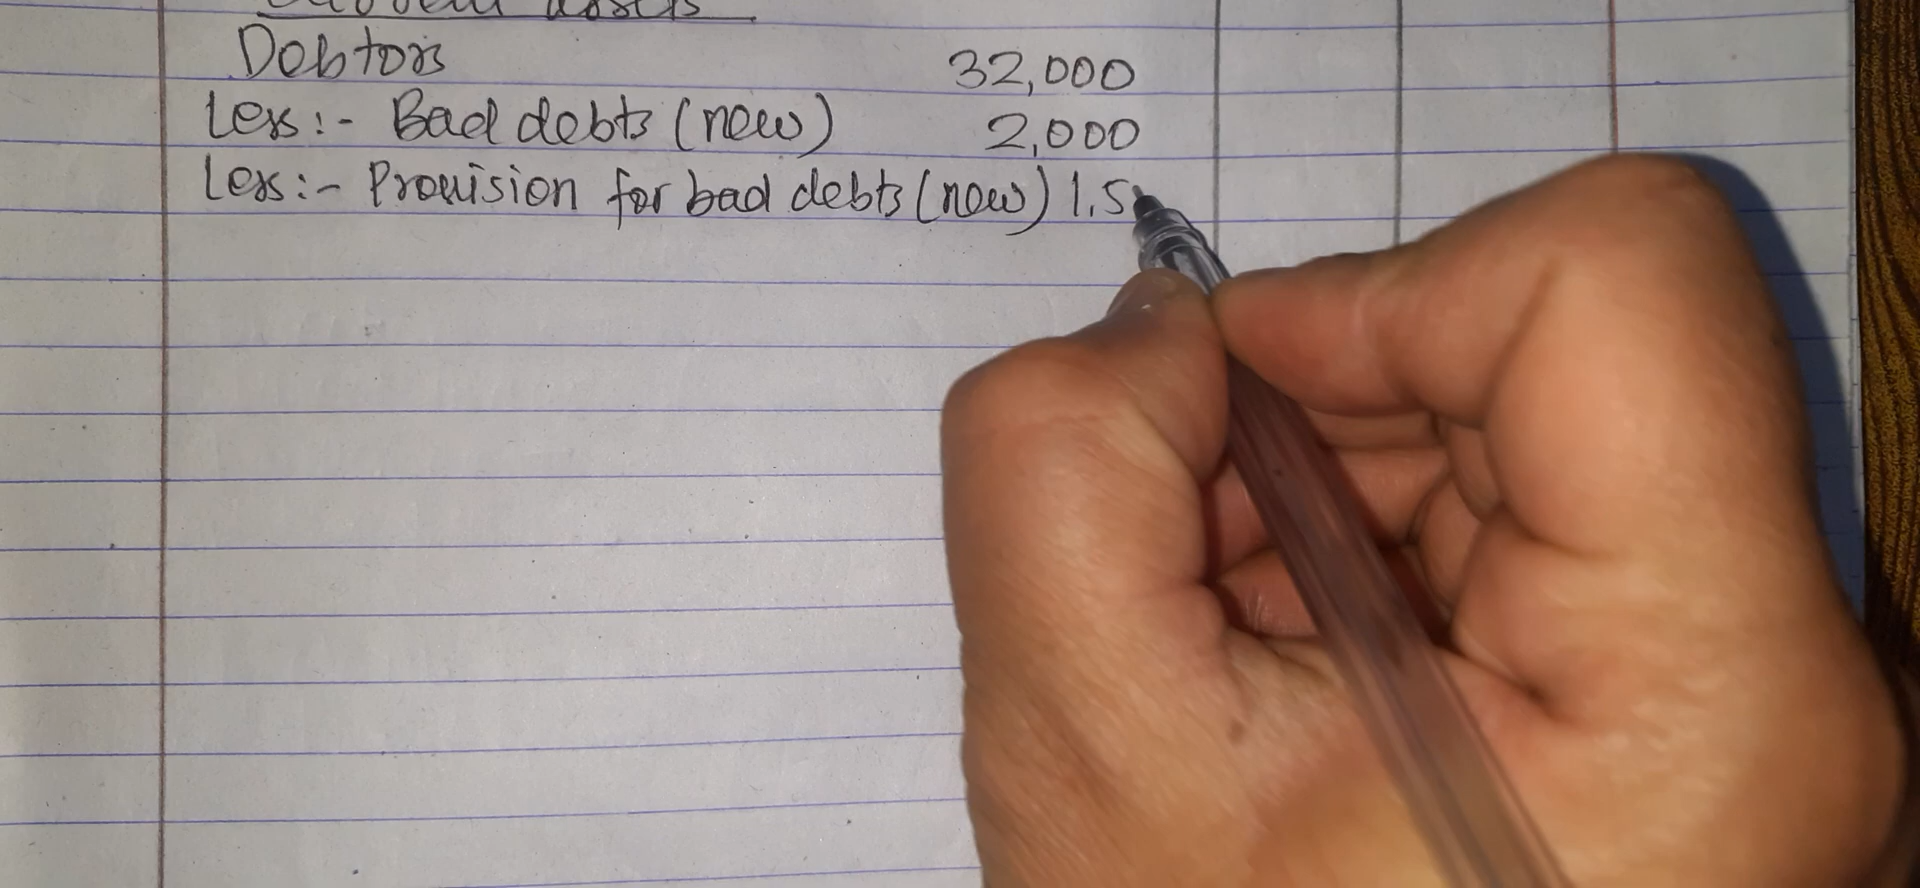 Debtors 32,000
Less:- Bad debts (new) 2,000
Less:- Provision for bad debts (new) 1,5